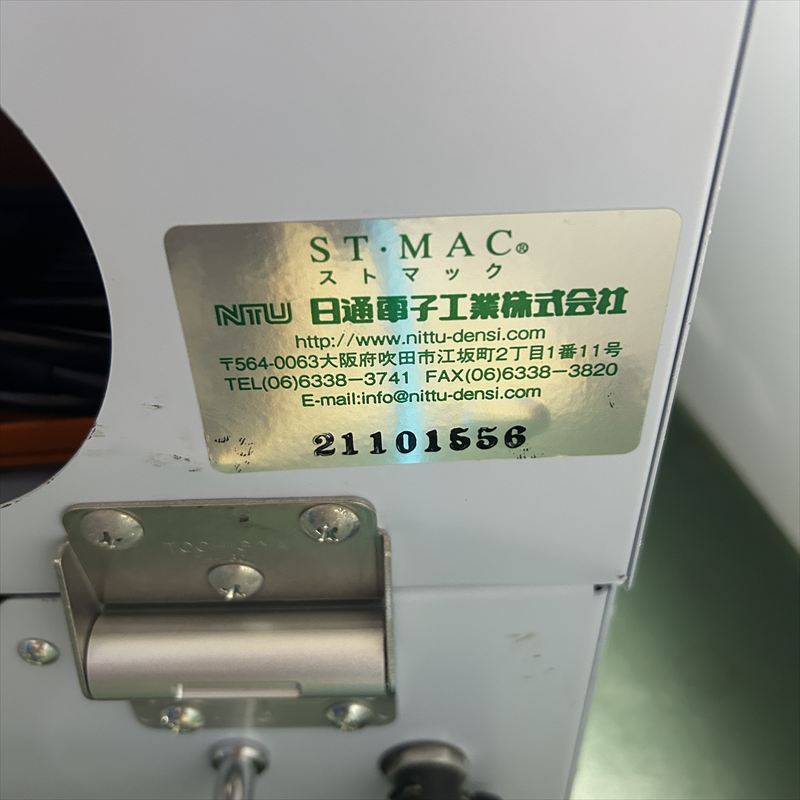 ST・MAC®
ストマック
NTU 日通電子工業株式会社
http://www.nittu-densi.com
〒564-0063大阪府吹田市江坂町2丁目1番11号
TEL(06)6338-3741 FAX(06)6338-3820
E-mail:info@nittu-densi.com
21101556